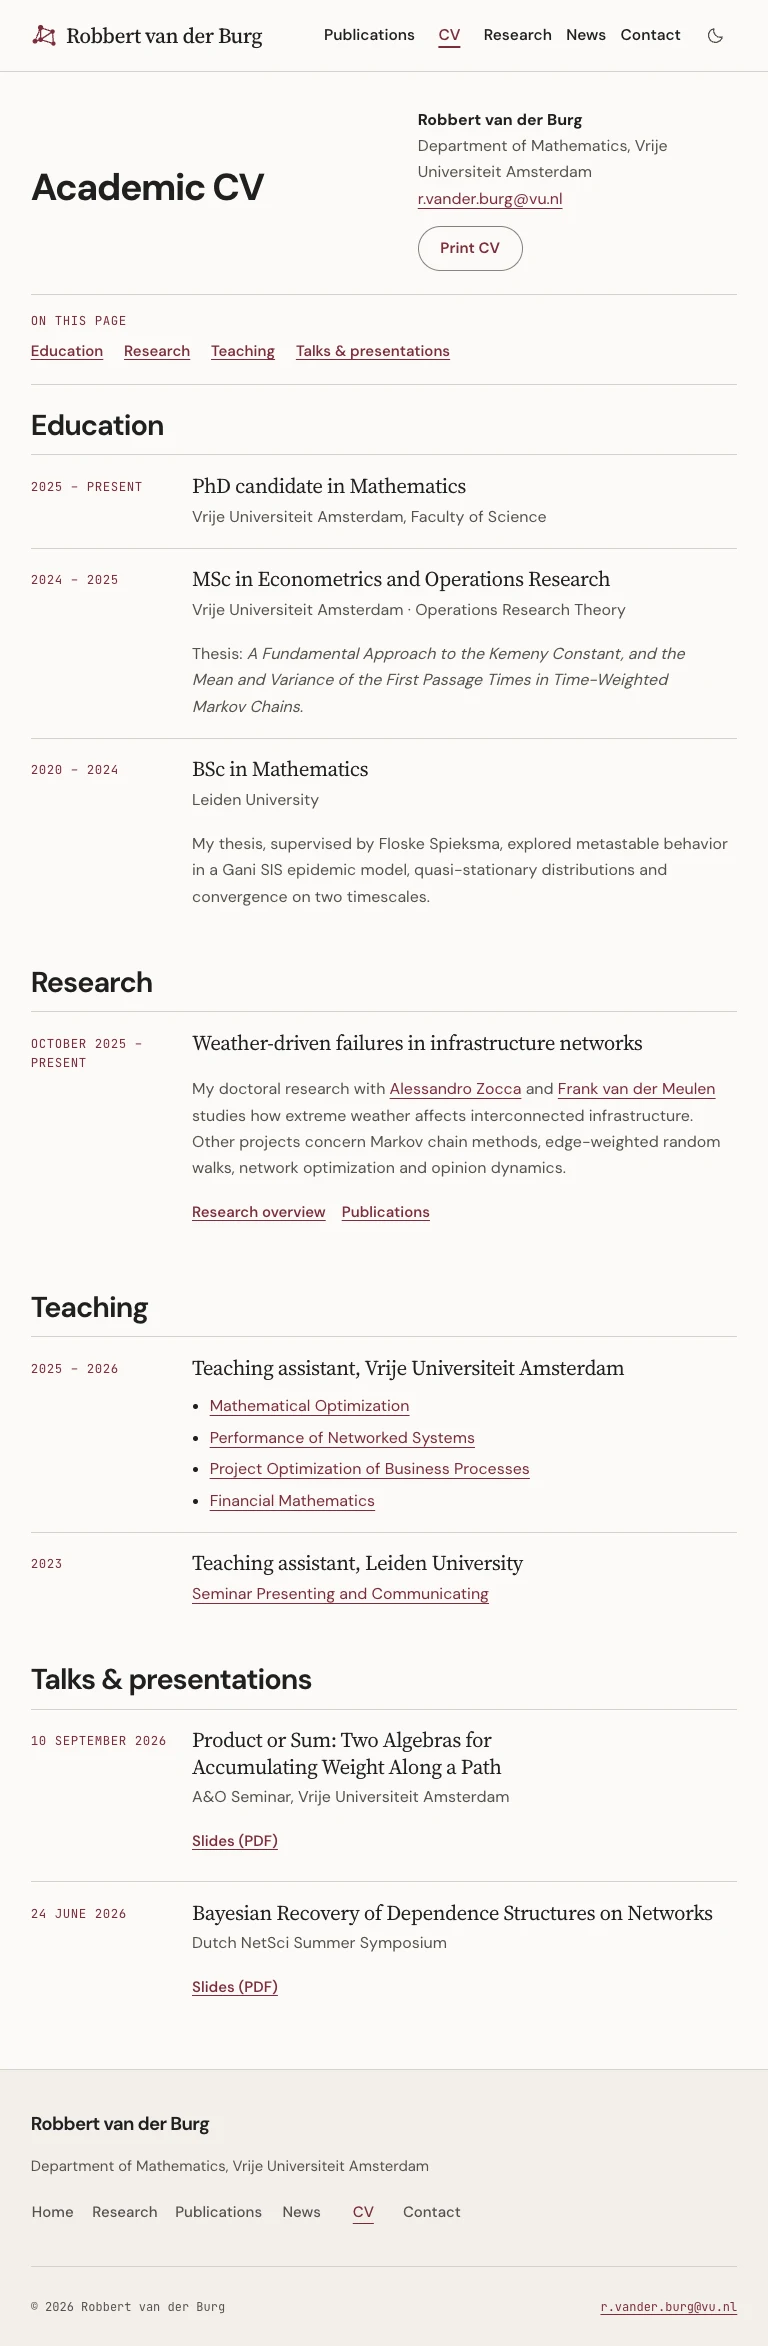 Robbert van der Burg
Publications CV Research News Contact
Academic CV
Robbert van der Burg
Department of Mathematics, Vrije
Universiteit Amsterdam
r.vander.burg@vu.nl
Print CV
ON THIS PAGE
Education Research Teaching Talks & presentations
Education
2025 – PRESENT
PhD candidate in Mathematics
Vrije Universiteit Amsterdam, Faculty of Science
2024 – 2025
MSc in Econometrics and Operations Research
Vrije Universiteit Amsterdam · Operations Research Theory
Thesis: A Fundamental Approach to the Kemeny Constant, and the
Mean and Variance of the First Passage Times in Time-Weighted
Markov Chains.
2020 – 2024
BSc in Mathematics
Leiden University
My thesis, supervised by Floske Spieksma, explored metastable behavior
in a Gani SIS epidemic model, quasi-stationary distributions and
convergence on two timescales.
Research
OCTOBER 2025 –
PRESENT
Weather-driven failures in infrastructure networks
My doctoral research with Alessandro Zocca and Frank van der Meulen
studies how extreme weather affects interconnected infrastructure.
Other projects concern Markov chain methods, edge-weighted random
walks, network optimization and opinion dynamics.
Research overview Publications
Teaching
2025 – 2026
Teaching assistant, Vrije Universiteit Amsterdam
• Mathematical Optimization
• Performance of Networked Systems
• Project Optimization of Business Processes
• Financial Mathematics
2023
Teaching assistant, Leiden University
Seminar Presenting and Communicating
Talks & presentations
10 SEPTEMBER 2026
Product or Sum: Two Algebras for
Accumulating Weight Along a Path
A&O Seminar, Vrije Universiteit Amsterdam
Slides (PDF)
24 JUNE 2026
Bayesian Recovery of Dependence Structures on Networks
Dutch NetSci Summer Symposium
Slides (PDF)
Robbert van der Burg
Department of Mathematics, Vrije Universiteit Amsterdam
Home Research Publications News CV Contact
© 2026 Robbert van der Burg
r.vander.burg@vu.nl